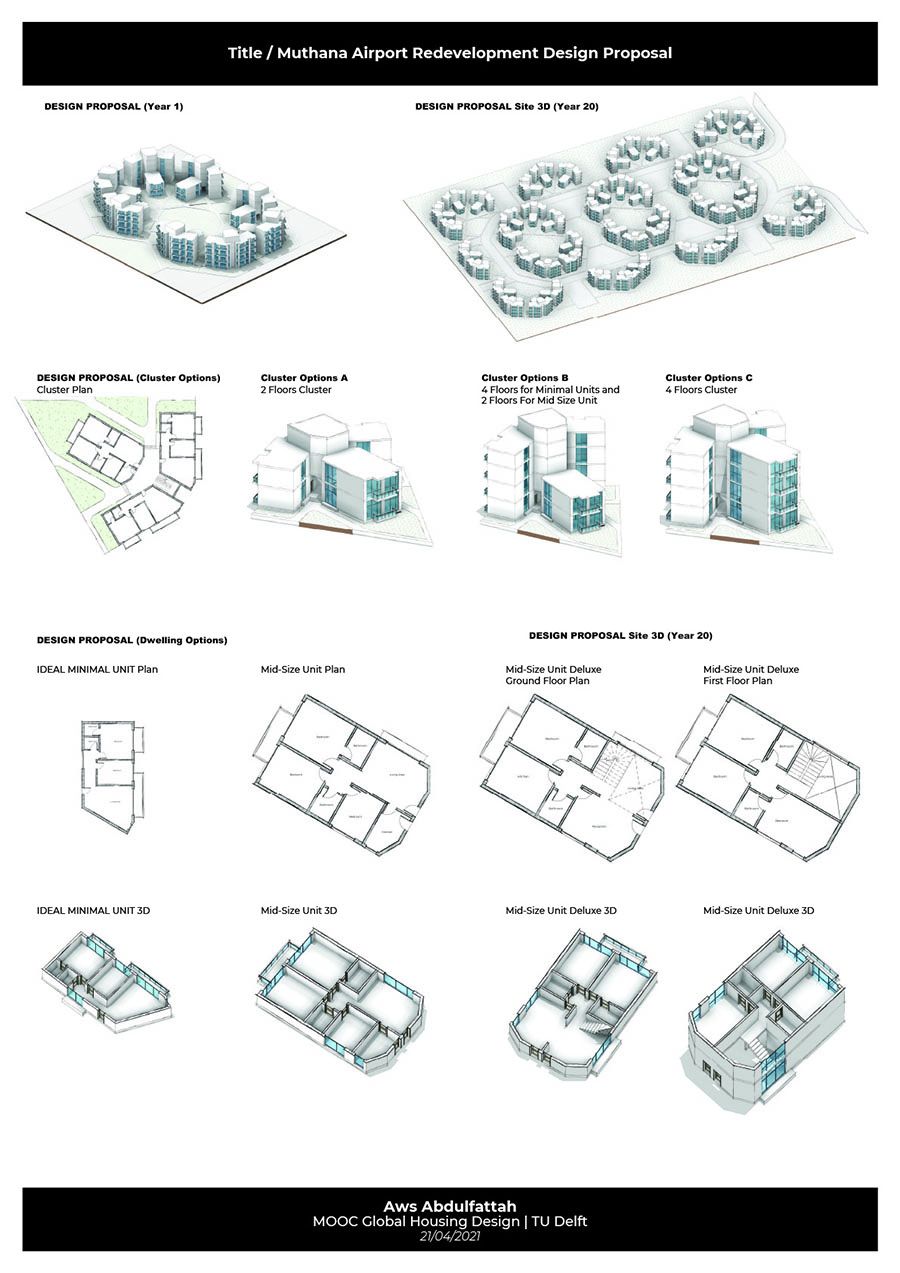 Title / Muthana Airport Redevelopment Design Proposal
DESIGN PROPOSAL (Year 1)
DESIGN PROPOSAL Site 3D (Year 20)
DESIGN PROPOSAL (Cluster Options)
Cluster Plan
Cluster Options A
2 Floors Cluster
Cluster Options B
4 Floors for Minimal Units and
2 Floors For Mid Size Unit
Cluster Options C
4 Floors Cluster
DESIGN PROPOSAL (Dwelling Options)
DESIGN PROPOSAL Site 3D (Year 20)
IDEAL MINIMAL UNIT Plan
Mid-Size Unit Plan
Mid-Size Unit Deluxe
Ground Floor Plan
Mid-Size Unit Deluxe
First Floor Plan
IDEAL MINIMAL UNIT 3D
Mid-Size Unit 3D
Mid-Size Unit Deluxe 3D
Mid-Size Unit Deluxe 3D
Aws Abdulfattah
MOOC Global Housing Design | TU Delft
21/04/2021